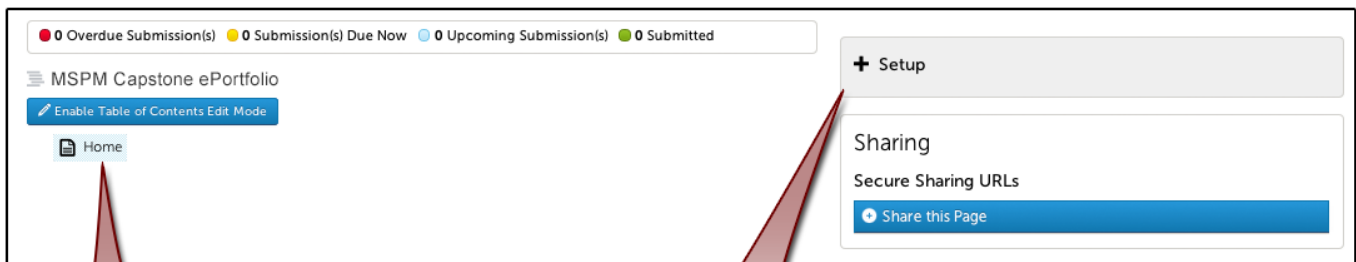 0 Overdue Submission(s) 0 Submission(s) Due Now 0 Upcoming Submission(s) 0 Submitted
MSPM Capstone ePortfolio
Enable Table of Contents Edit Mode
Home
Setup
Sharing
Secure Sharing URLs
Share this Page